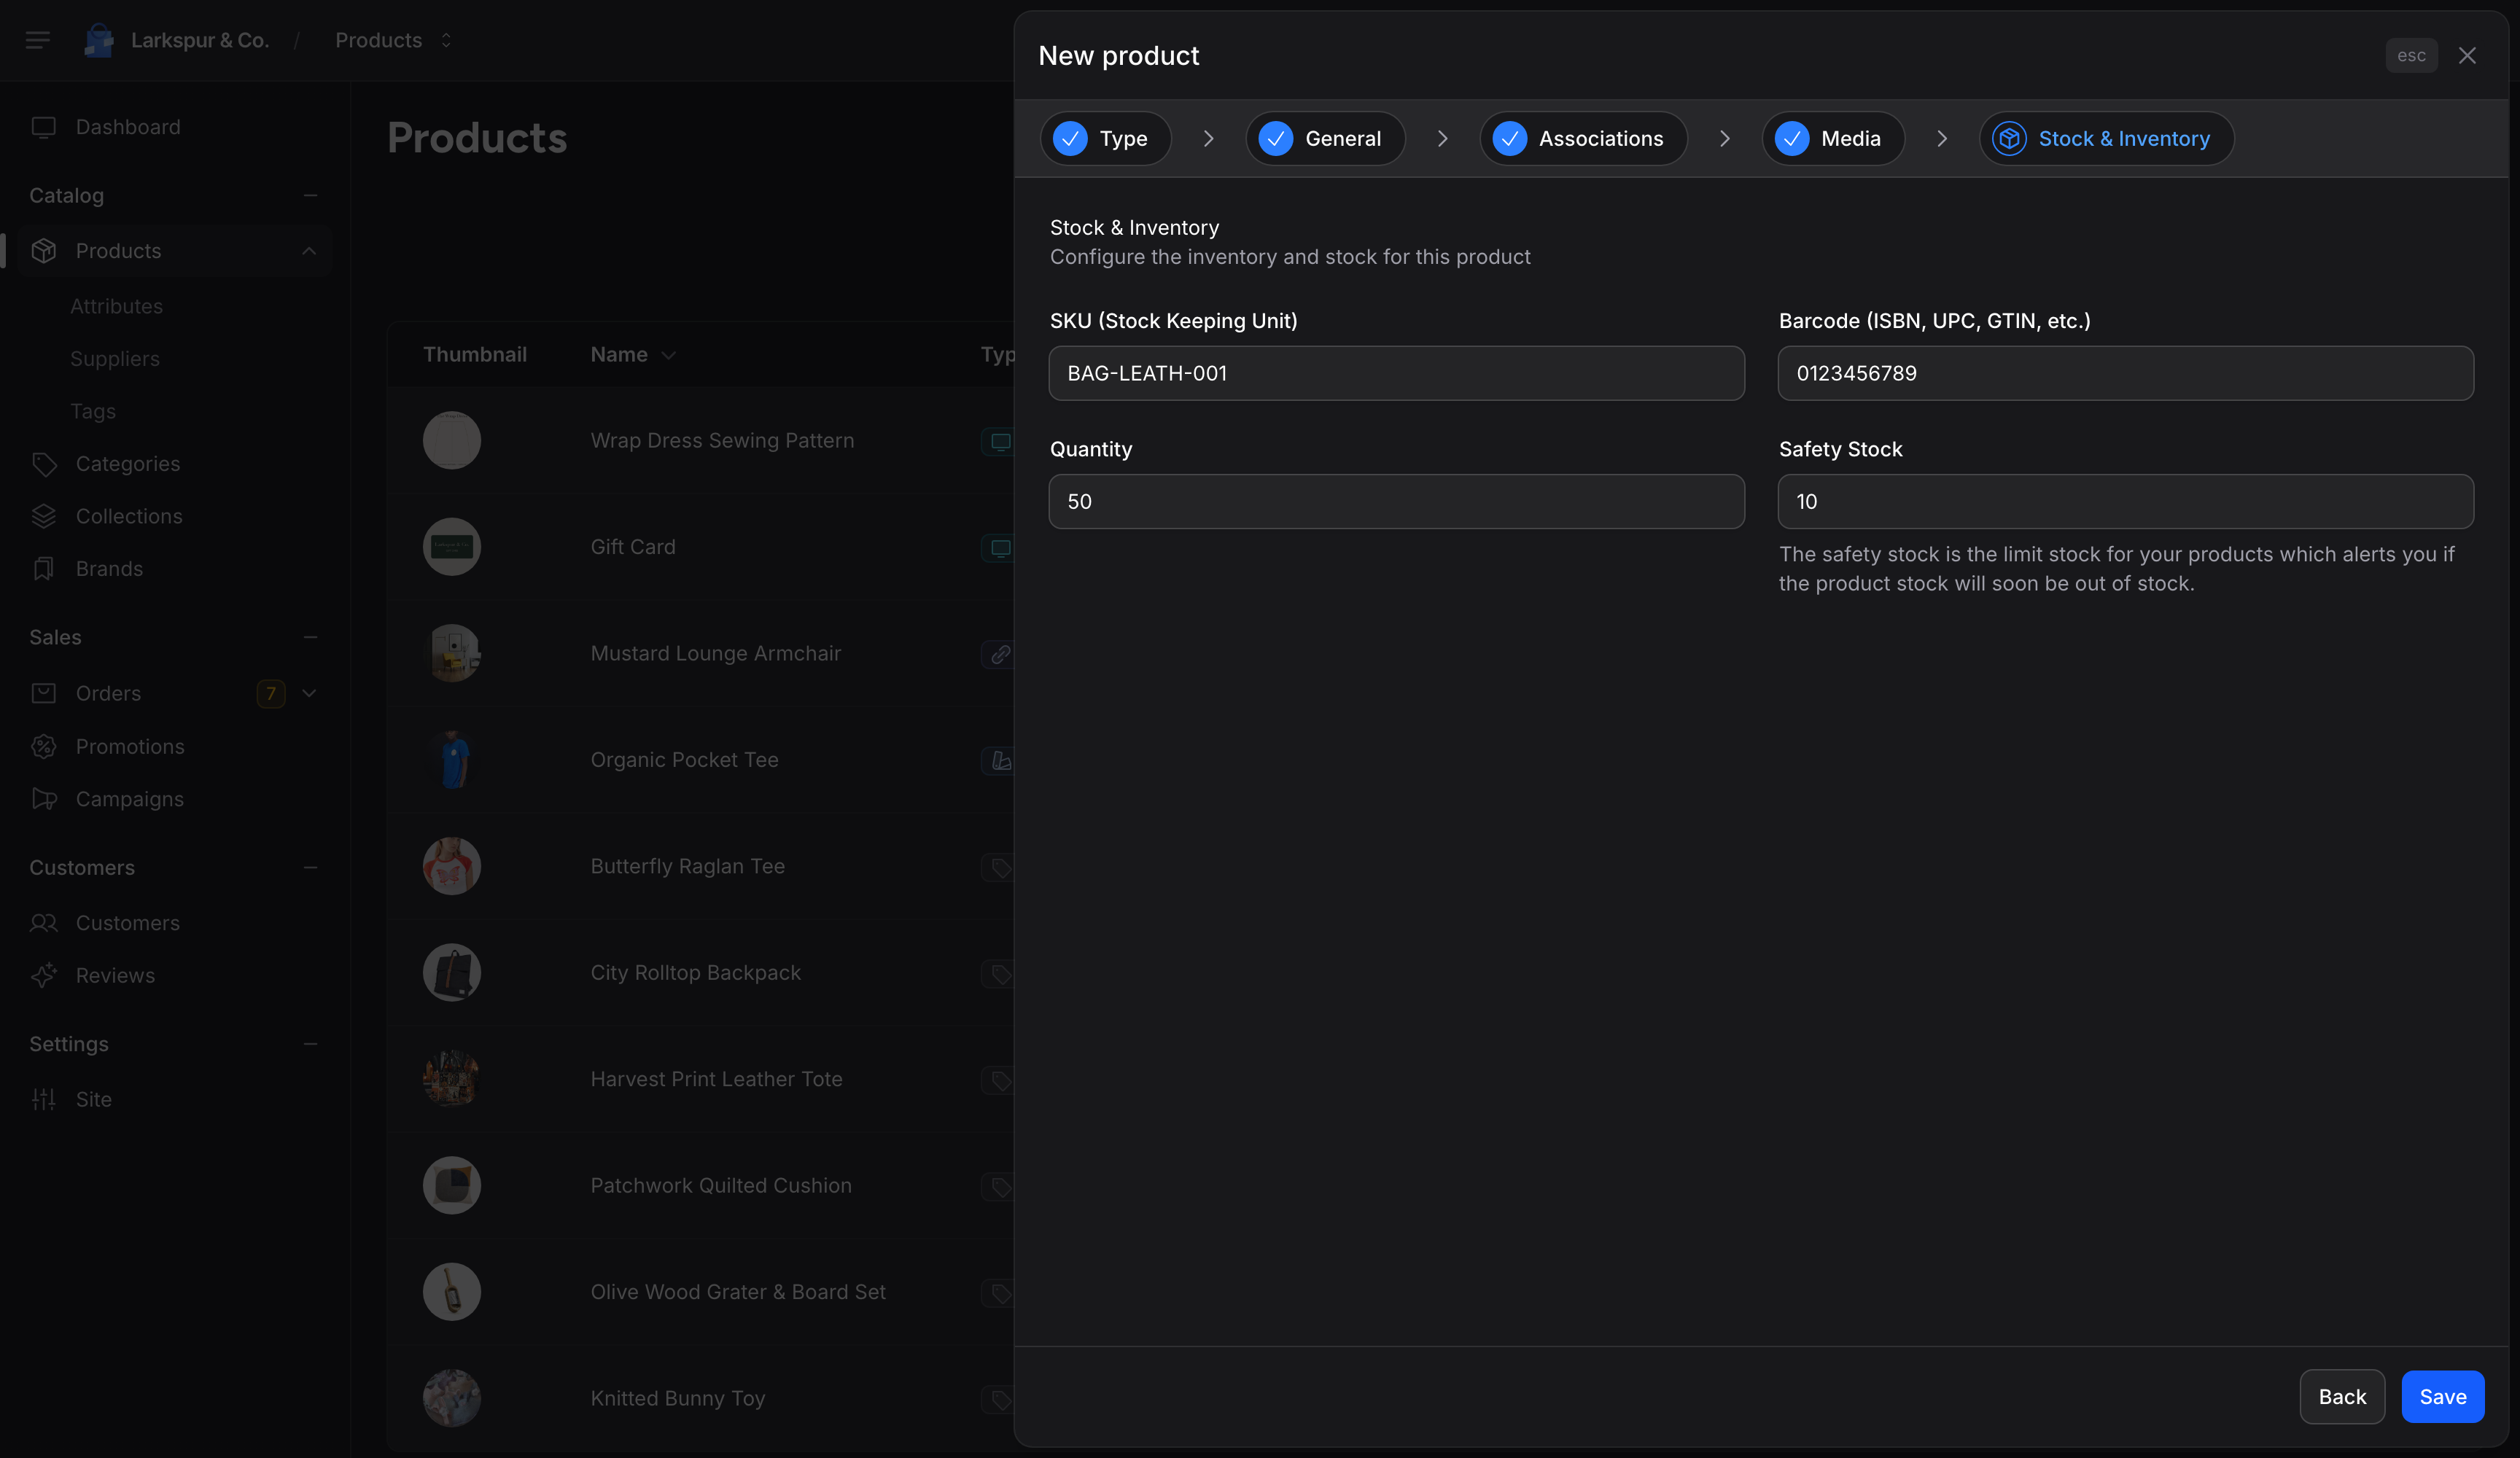 Larkspur & Co. / Products
Dashboard
Catalog
Products
Attributes
Suppliers
Tags
Categories
Collections
Brands
Sales
Orders 7
Promotions
Campaigns
Customers
Customers
Reviews
Settings
Site
Products
Thumbnail Name Typ
Wrap Dress Sewing Pattern
Gift Card
Mustard Lounge Armchair
Organic Pocket Tee
Butterfly Raglan Tee
City Rolltop Backpack
Harvest Print Leather Tote
Patchwork Quilted Cushion
Olive Wood Grater & Board Set
Knitted Bunny Toy
New product esc
Type General Associations Media Stock & Inventory
Stock & Inventory
Configure the inventory and stock for this product
SKU (Stock Keeping Unit) Barcode (ISBN, UPC, GTIN, etc.)
BAG-LEATH-001 0123456789
Quantity Safety Stock
50 10
The safety stock is the limit stock for your products which alerts you if
the product stock will soon be out of stock.
Back Save